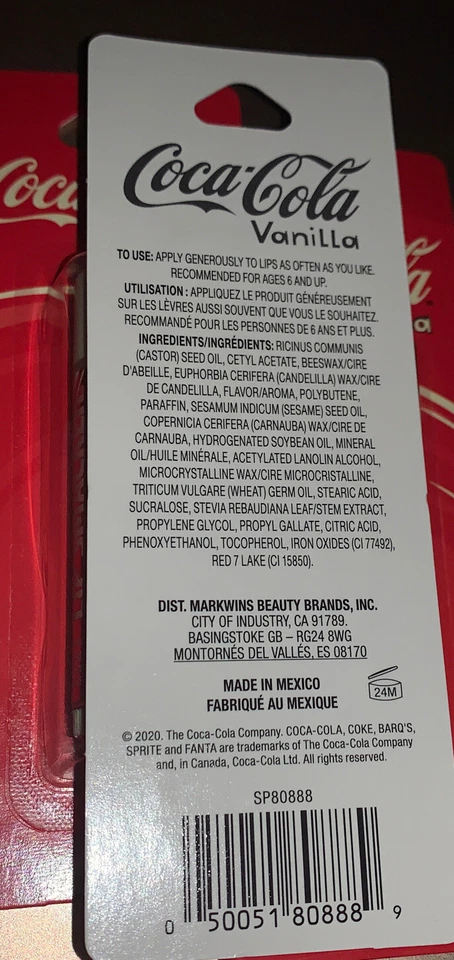 Coca-Cola
Vanilla
TO USE: APPLY GENEROUSLY TO LIPS AS OFTEN AS YOU LIKE.
RECOMMENDED FOR AGES 6 AND UP.
UTILISATION : APPLIQUEZ LE PRODUIT GÉNÉREUSEMENT
SUR LES LÈVRES AUSSI SOUVENT QUE VOUS LE SOUHAITEZ.
RECOMMANDÉ POUR LES PERSONNES DE 6 ANS ET PLUS.
INGREDIENTS/INGRÉDIENTS: RICINUS COMMUNIS
(CASTOR) SEED OIL, CETYL ACETATE, BEESWAX/CIRE
D'ABEILLE, EUPHORBIA CERIFERA (CANDELILLA) WAX/CIRE
DE CANDELILLA, FLAVOR/AROMA, POLYBUTENE,
PARAFFIN, SESAMUM INDICUM (SESAME) SEED OIL,
COPERNICIA CERIFERA (CARNAUBA) WAX/CIRE DE
CARNAUBA, HYDROGENATED SOYBEAN OIL, MINERAL
OIL/HUILE MINÉRALE, ACETYLATED LANOLIN ALCOHOL,
MICROCRYSTALLINE WAX/CIRE MICROCRISTALLINE,
TRITICUM VULGARE (WHEAT) GERM OIL, STEARIC ACID,
SUCRALOSE, STEVIA REBAUDIANA LEAF/STEM EXTRACT,
PROPYLENE GLYCOL, PROPYL GALLATE, CITRIC ACID,
PHENOXYETHANOL, TOCOPHEROL, IRON OXIDES (CI 77492),
RED 7 LAKE (CI 15850).
DIST. MARKWINS BEAUTY BRANDS, INC.
CITY OF INDUSTRY, CA 91789.
BASINGSTOKE GB – RG24 8WG
MONTORNÉS DEL VALLÉS, ES 08170
MADE IN MEXICO
FABRIQUÉ AU MEXIQUE
24M
© 2020. The Coca-Cola Company. COCA-COLA, COKE, BARQ'S,
SPRITE and FANTA are trademarks of The Coca-Cola Company
and, in Canada, Coca-Cola Ltd. All rights reserved.
SP80888
0 50051 80888 9